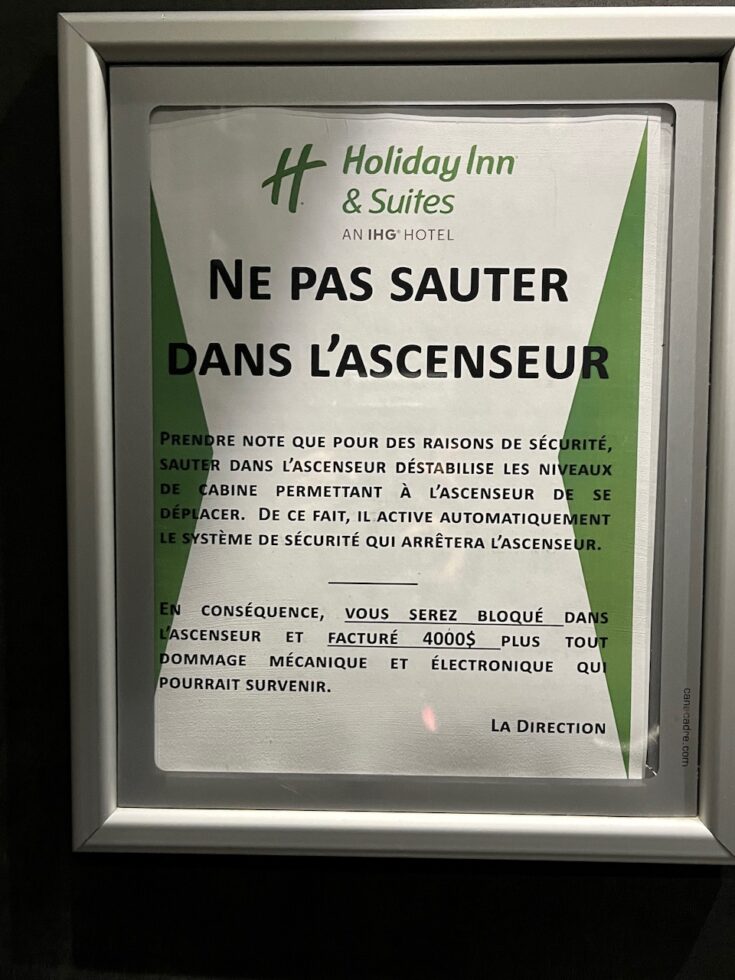 Holiday Inn
& Suites
AN IHG® HOTEL
NE PAS SAUTER
DANS L'ASCENSEUR
PRENDRE NOTE QUE POUR DES RAISONS DE SÉCURITÉ,
SAUTER DANS L'ASCENSEUR DÉSTABILISE LES NIVEAUX
DE CABINE PERMETTANT À L'ASCENSEUR DE SE
DÉPLACER. DE CE FAIT, IL ACTIVE AUTOMATIQUEMENT
LE SYSTÈME DE SÉCURITÉ QUI ARRÊTERA L'ASCENSEUR.
EN CONSÉQUENCE, VOUS SEREZ BLOQUÉ DANS
L'ASCENSEUR ET FACTURÉ 4000$ PLUS TOUT
DOMMAGE MÉCANIQUE ET ÉLECTRONIQUE QUI
POURRAIT SURVENIR.
LA DIRECTION